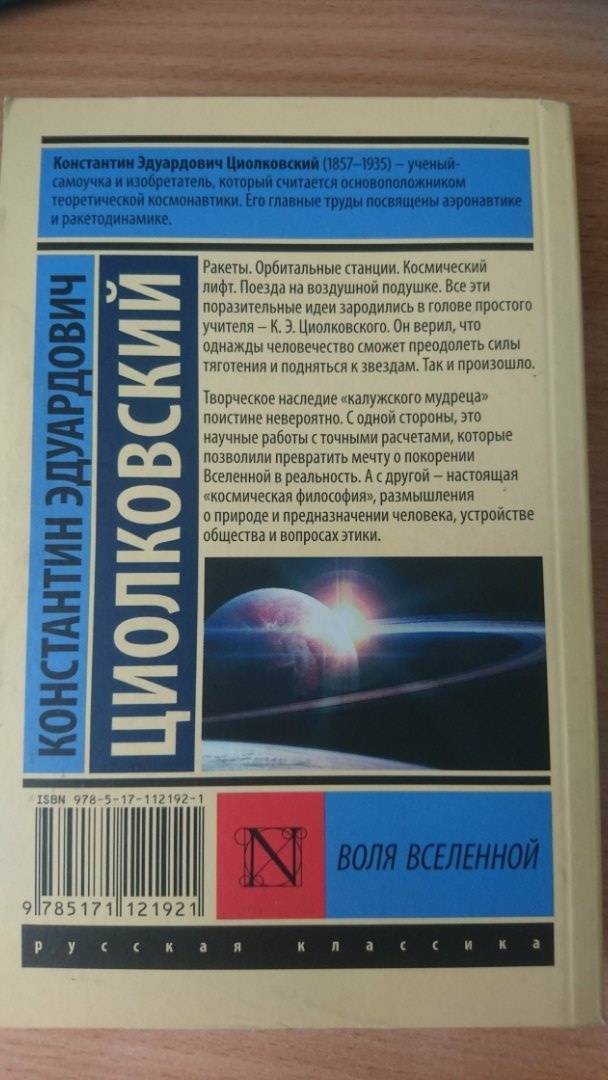 Константин Эдуардович Циолковский (1857–1935) – ученый-
самоучка и изобретатель, который считается основоположником
теоретической космонавтики. Его главные труды посвящены аэронавтике
и ракетодинамике.
КОНСТАНТИН ЭДУАРДОВИЧ
ЦИОЛКОВСКИЙ
Ракеты. Орбитальные станции. Космический
лифт. Поезда на воздушной подушке. Все эти
поразительные идеи зародились в голове простого
учителя – К. Э. Циолковского. Он верил, что
однажды человечество сможет преодолеть силы
тяготения и подняться к звездам. Так и произошло.
Творческое наследие «калужского мудреца»
поистине невероятно. С одной стороны, это
научные работы с точными расчетами, которые
позволили превратить мечту о покорении
Вселенной в реальность. А с другой – настоящая
«космическая философия», размышления
о природе и предназначении человека, устройстве
общества и вопросах этики.
ISBN 978-5-17-112192-1
9 785171 121921
N
ВОЛЯ ВСЕЛЕННОЙ
русская классика